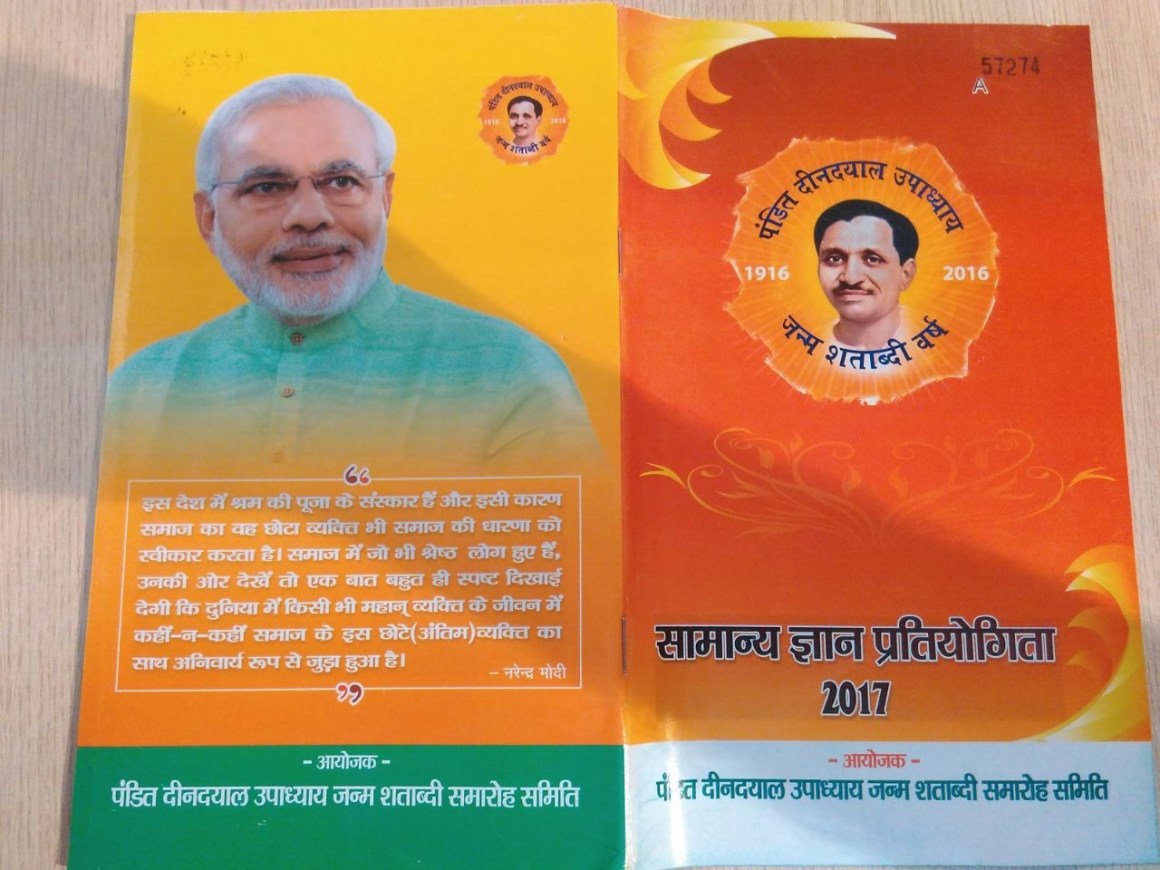 पंडित दीनदयाल उपाध्याय
1916 2016
जन्म शताब्दी वर्ष
“
इस देश में श्रम की पूजा के संस्कार हैं और इसी कारण
समाज का वह छोटा व्यक्ति भी समाज की धारणा को
स्वीकार करता है। समाज में जो भी श्रेष्ठ लोग हुए हैं,
उनकी ओर देखें तो एक बात बहुत ही स्पष्ट दिखाई
देगी कि दुनिया में किसी भी महान् व्यक्ति के जीवन में
कहीं-न-कहीं समाज के इस छोटे(अंतिम)व्यक्ति का
साथ अनिवार्य रूप से जुड़ा हुआ है।
– नरेन्द्र मोदी
”
- आयोजक -
पंडित दीनदयाल उपाध्याय जन्म शताब्दी समारोह समिति
57274
A
पंडित दीनदयाल उपाध्याय
1916 2016
जन्म शताब्दी वर्ष
सामान्य ज्ञान प्रतियोगिता
2017
- आयोजक -
पंडित दीनदयाल उपाध्याय जन्म शताब्दी समारोह समिति